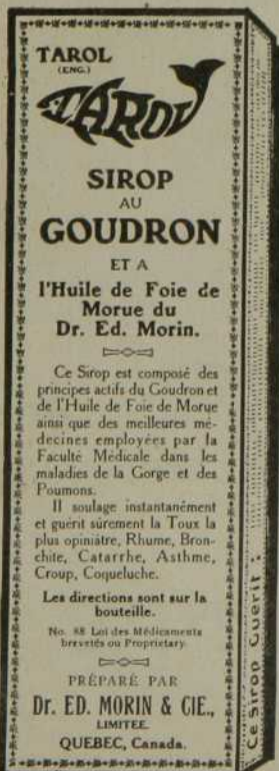 TAROL
(ENG.)
TAROL
SIROP
AU
GOUDRON
ET A
l'Huile de Foie de
Morue du
Dr. Ed. Morin.
Ce Sirop est composé des
principes actifs du Goudron et
de l'Huile de Foie de Morue
ainsi que des meilleures mé-
decines employées par la
Faculté Médicale dans les
maladies de la Gorge et des
Poumons.
Il soulage instantanément
et guérit sûrement la Toux la
plus opiniâtre, Rhume, Bron-
chite, Catarrhe, Asthme,
Croup, Coqueluche.
Les directions sont sur la
bouteille.
No. 88 Loi des Médicaments
brevetés ou Proprietary.
PRÉPARÉ PAR
Dr. ED. MORIN & CIE.,
LIMITEE.
QUEBEC, Canada.
Ce Sirop Guérit: